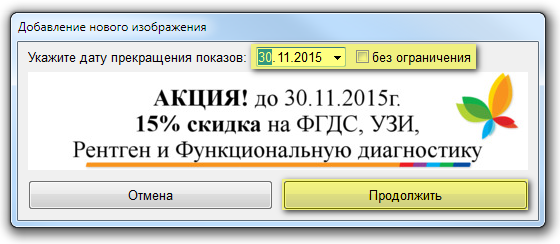 Добавление нового изображения
Укажите дату прекращения показов: 30.11.2015 без ограничения
АКЦИЯ! до 30.11.2015г.
15% скидка на ФГДС, УЗИ,
Рентген и Функциональную диагностику
Отмена Продолжить